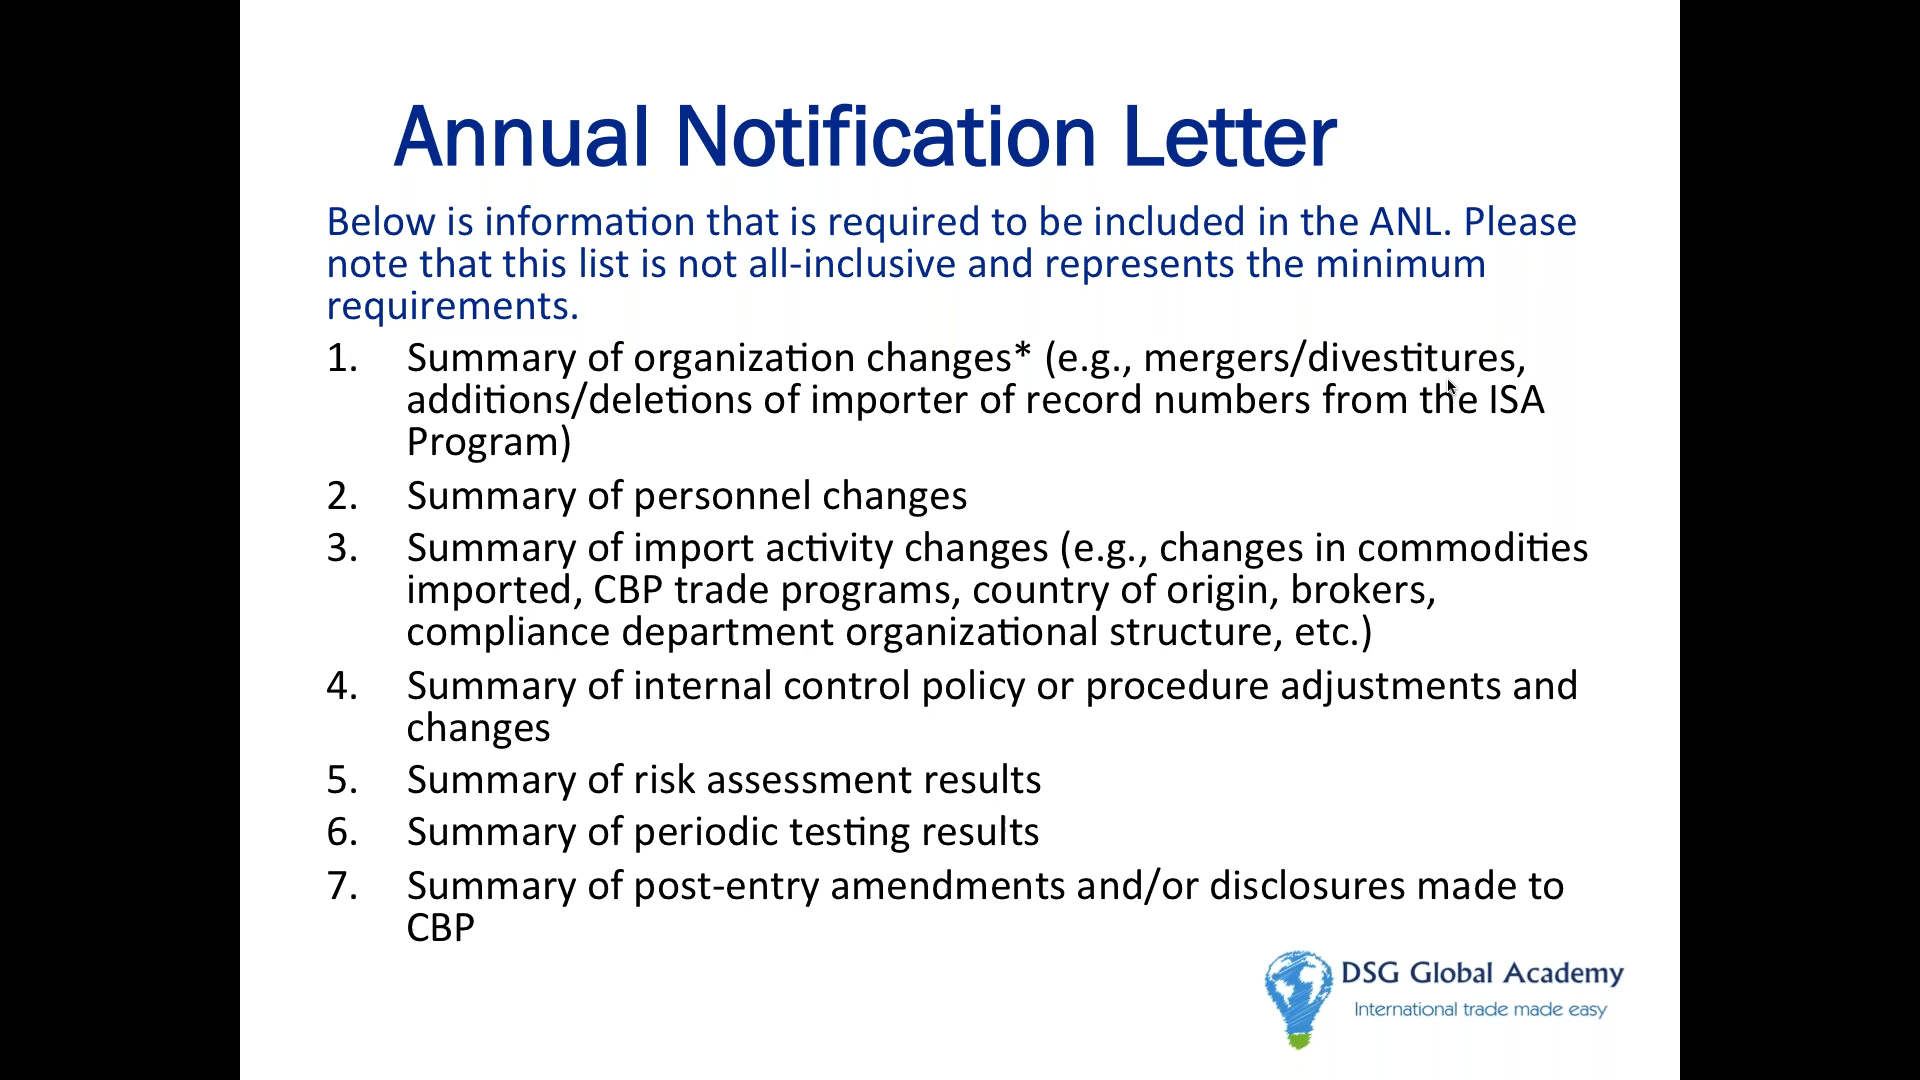 Annual Notification Letter
Below is information that is required to be included in the ANL. Please
note that this list is not all-inclusive and represents the minimum
requirements.
1. Summary of organization changes* (e.g., mergers/divestitures,
additions/deletions of importer of record numbers from the ISA
Program)
2. Summary of personnel changes
3. Summary of import activity changes (e.g., changes in commodities
imported, CBP trade programs, country of origin, brokers,
compliance department organizational structure, etc.)
4. Summary of internal control policy or procedure adjustments and
changes
5. Summary of risk assessment results
6. Summary of periodic testing results
7. Summary of post-entry amendments and/or disclosures made to
CBP
DSG Global Academy
International trade made easy